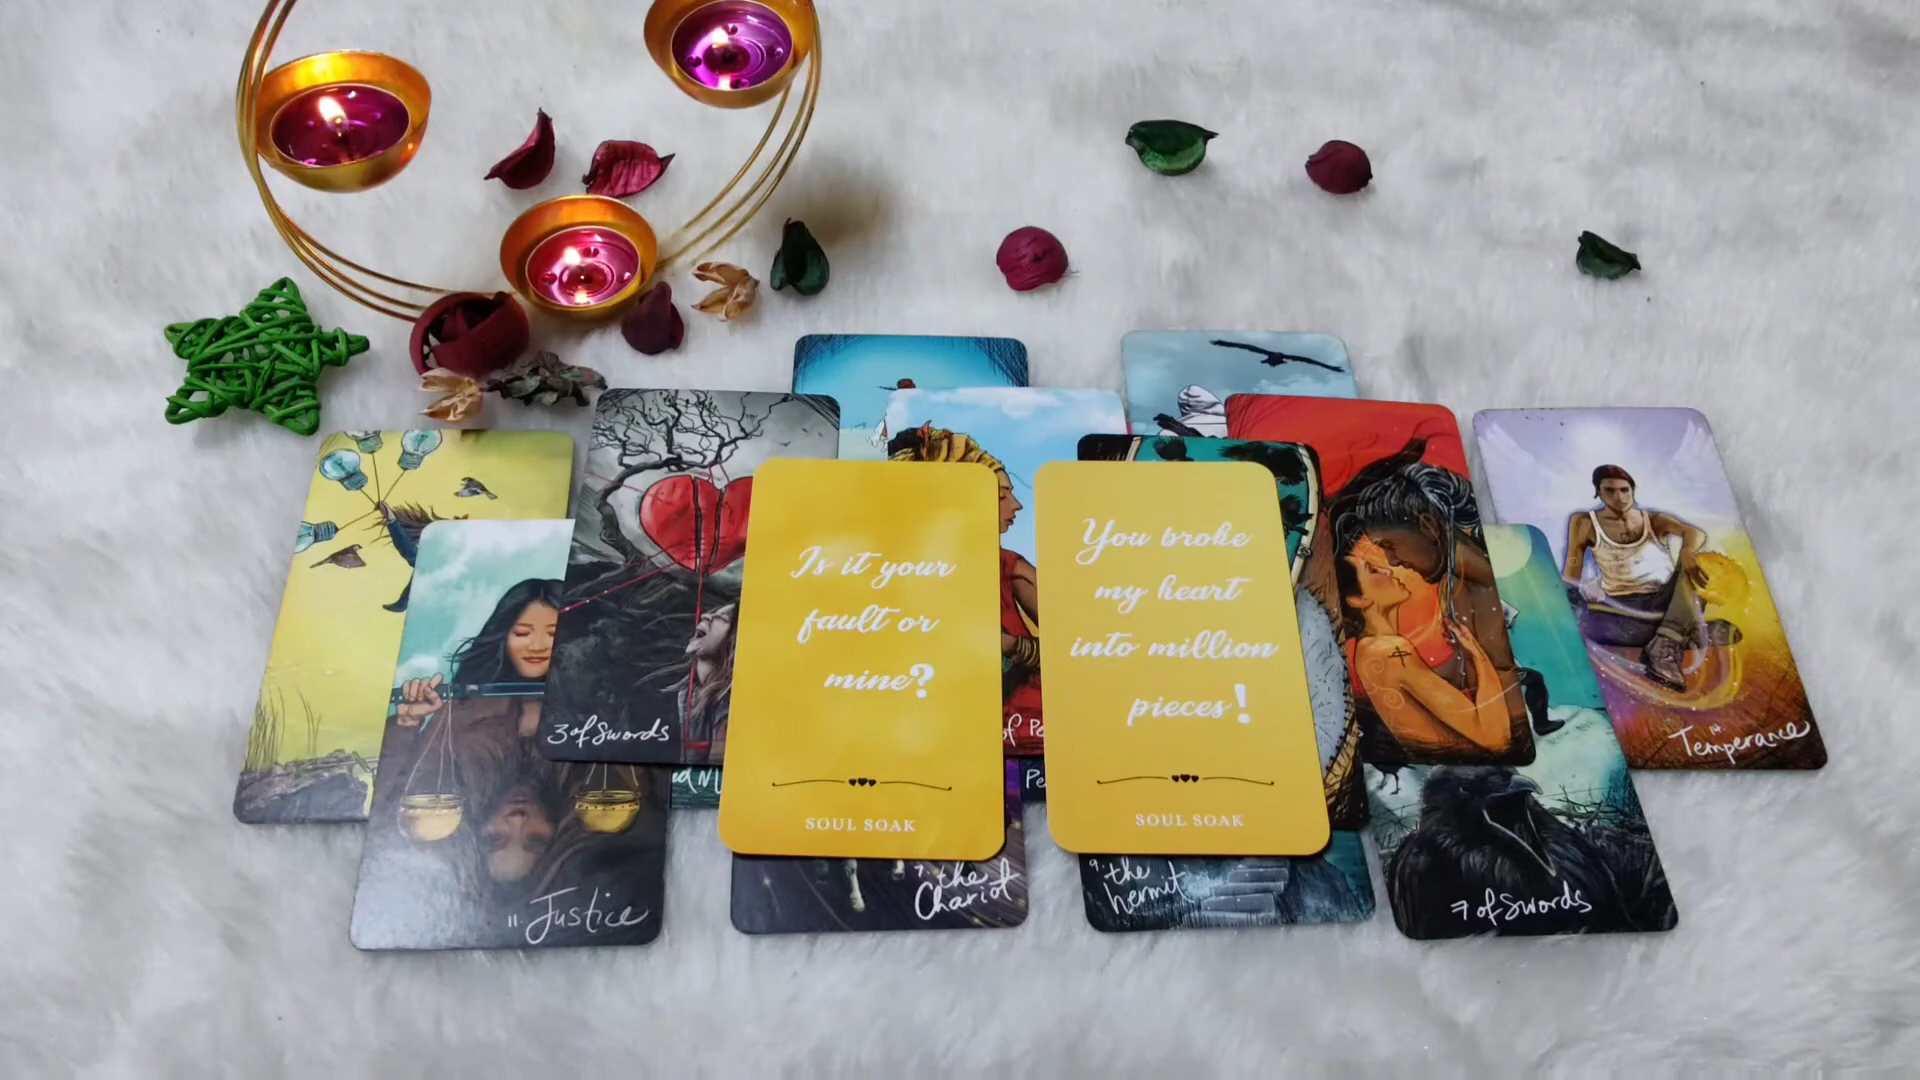 3 of Swords
11. Justice
Is it your
fault or
mine?
SOUL SOAK
of
7. the
Chariot
You broke
my heart
into million
pieces!
SOUL SOAK
9. the
hermit
7 of Swords
14.
Temperance